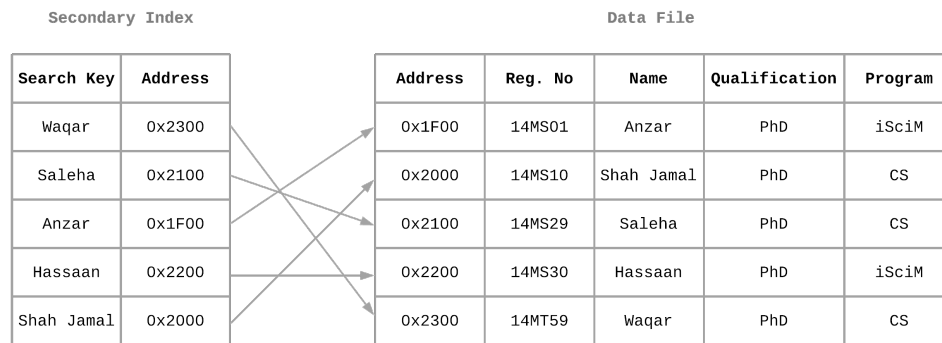 Secondary Index Data File
Search Key Address Address Reg. No Name Qualification Program
Waqar 0x2300 0x1F00 14MS01 Anzar PhD iSciM
Saleha 0x2100 0x2000 14MS10 Shah Jamal PhD CS
Anzar 0x1F00 0x2100 14MS29 Saleha PhD CS
Hassaan 0x2200 0x2200 14MS30 Hassaan PhD iSciM
Shah Jamal 0x2000 0x2300 14MT59 Waqar PhD CS